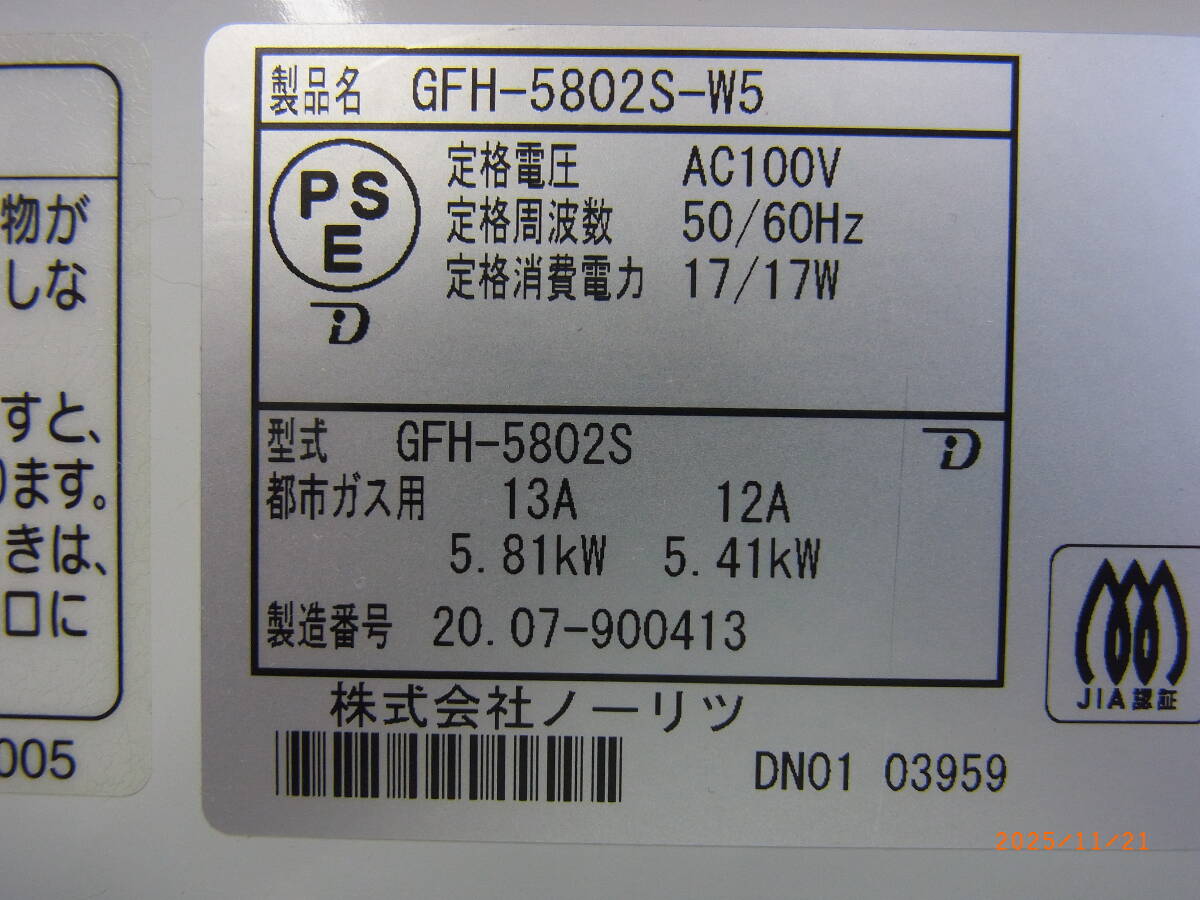 物が
しな
すと、
ります。
きは、
口に
005
製品名 GFH-5802S-W5
PS
E
定格電圧 AC100V
定格周波数 50/60Hz
定格消費電力 17/17W
型式 GFH-5802S
都市ガス用 13A 12A
5.81kW 5.41kW
製造番号 20.07-900413
株式会社ノーリツ
DN01 03959
JIA認証
2025/11/21